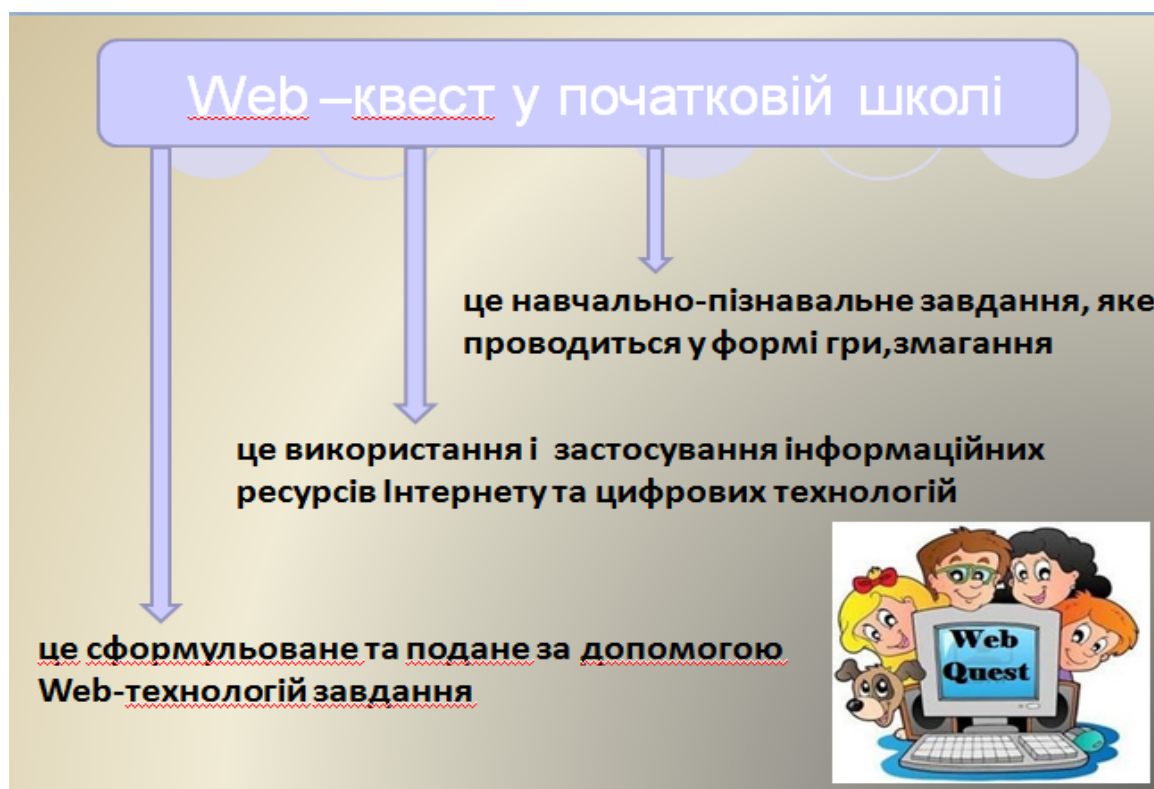 Web –квест у початковій школі
це навчально-пізнавальне завдання, яке
проводиться у формі гри,змагання
це використання і застосування інформаційних
ресурсів Інтернету та цифрових технологій
це сформульоване та подане за допомогою
Web-технологій завдання
Web
Quest